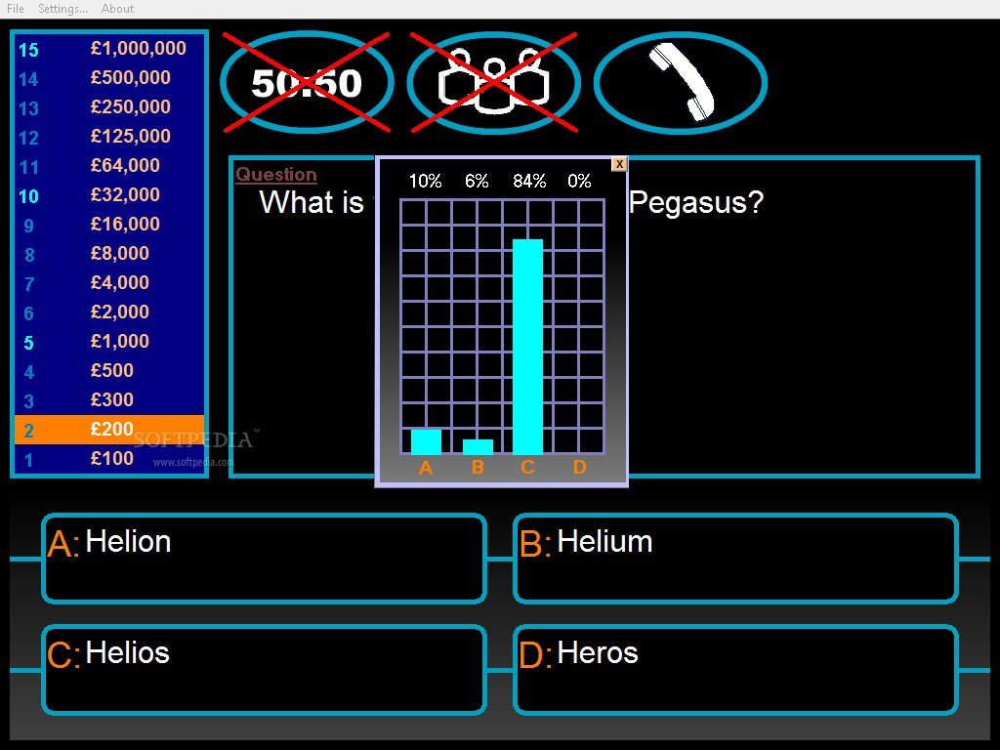 File Settings... About
15 £1,000,000
14 £500,000
13 £250,000
12 £125,000
11 £64,000
10 £32,000
9 £16,000
8 £8,000
7 £4,000
6 £2,000
5 £1,000
4 £500
3 £300
2 £200
1 £100
SOFTPEDIA™
www.softpedia.com
50:50
Question
What is Pegasus?
X
10% 6% 84% 0%
A B C D
A: Helion
B: Helium
C: Helios
D: Heros